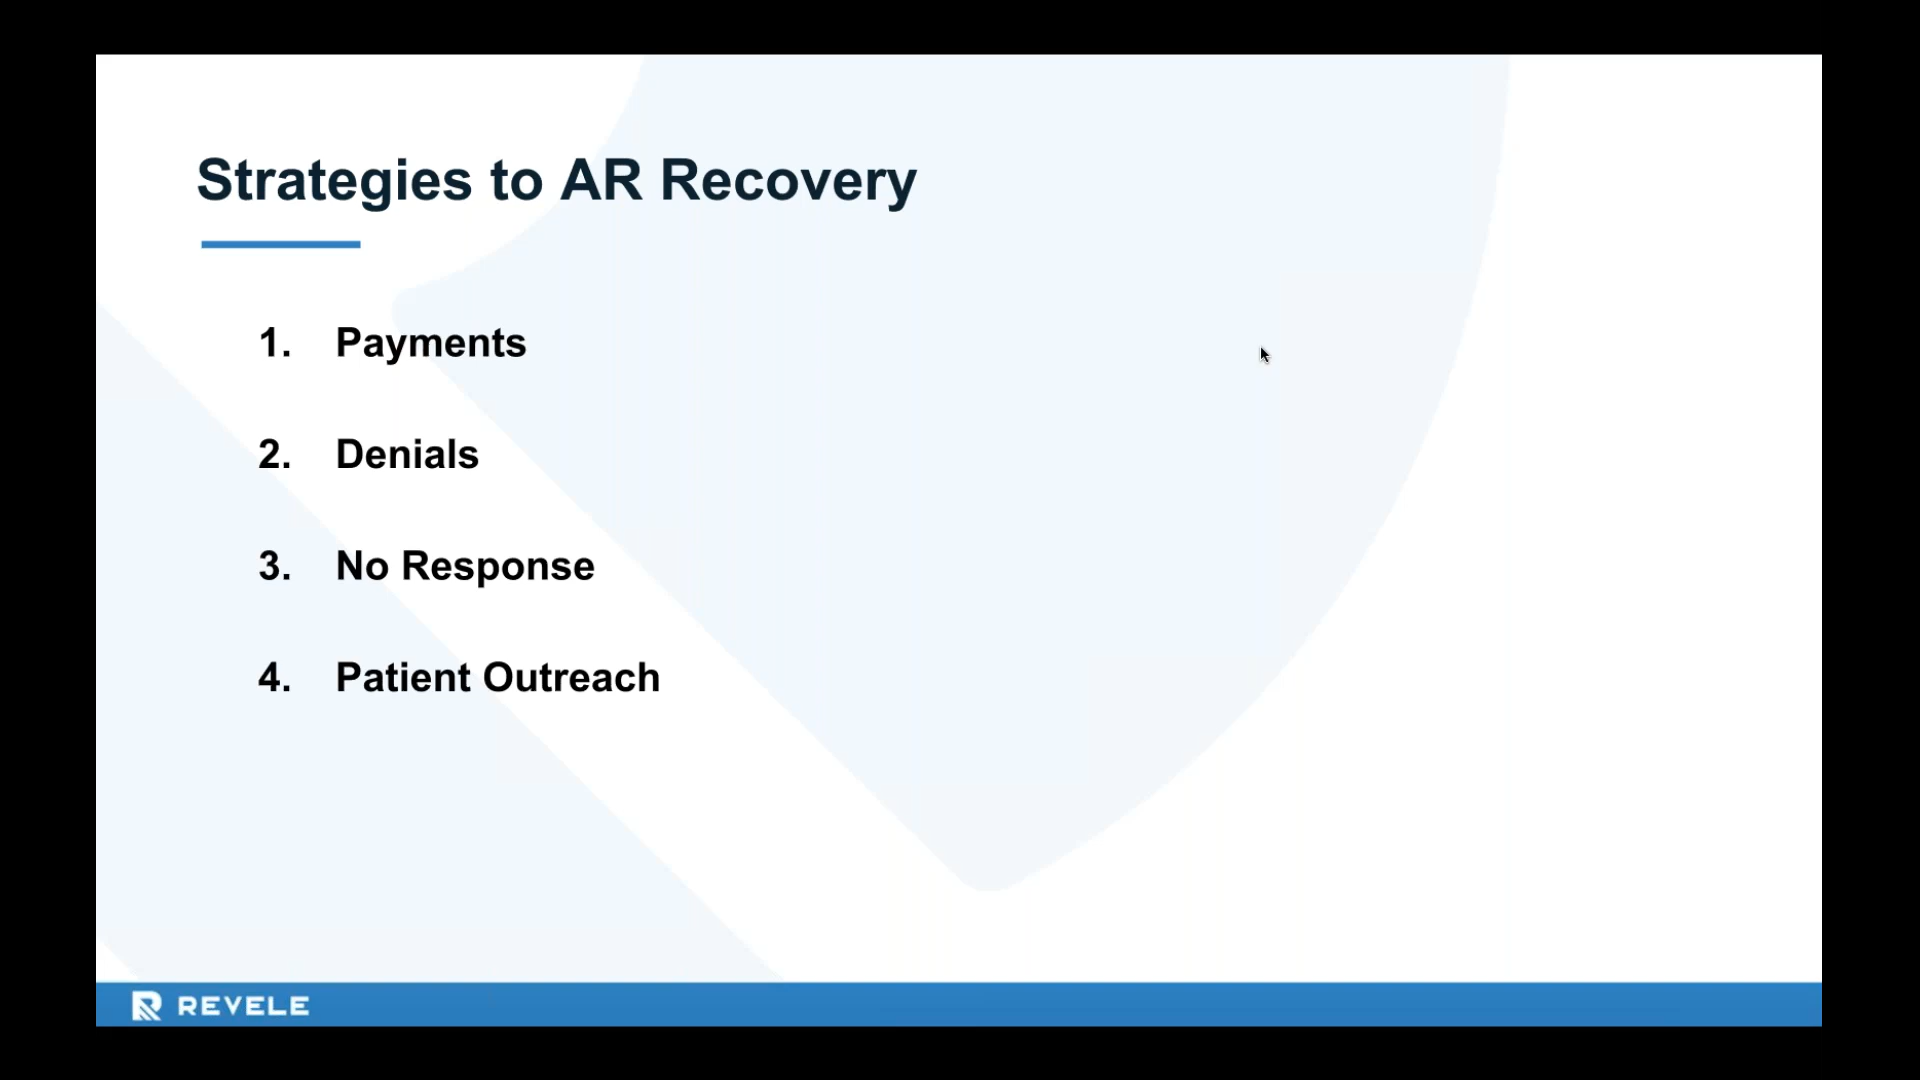 Strategies to AR Recovery
1. Payments
2. Denials
3. No Response
4. Patient Outreach
REVELE